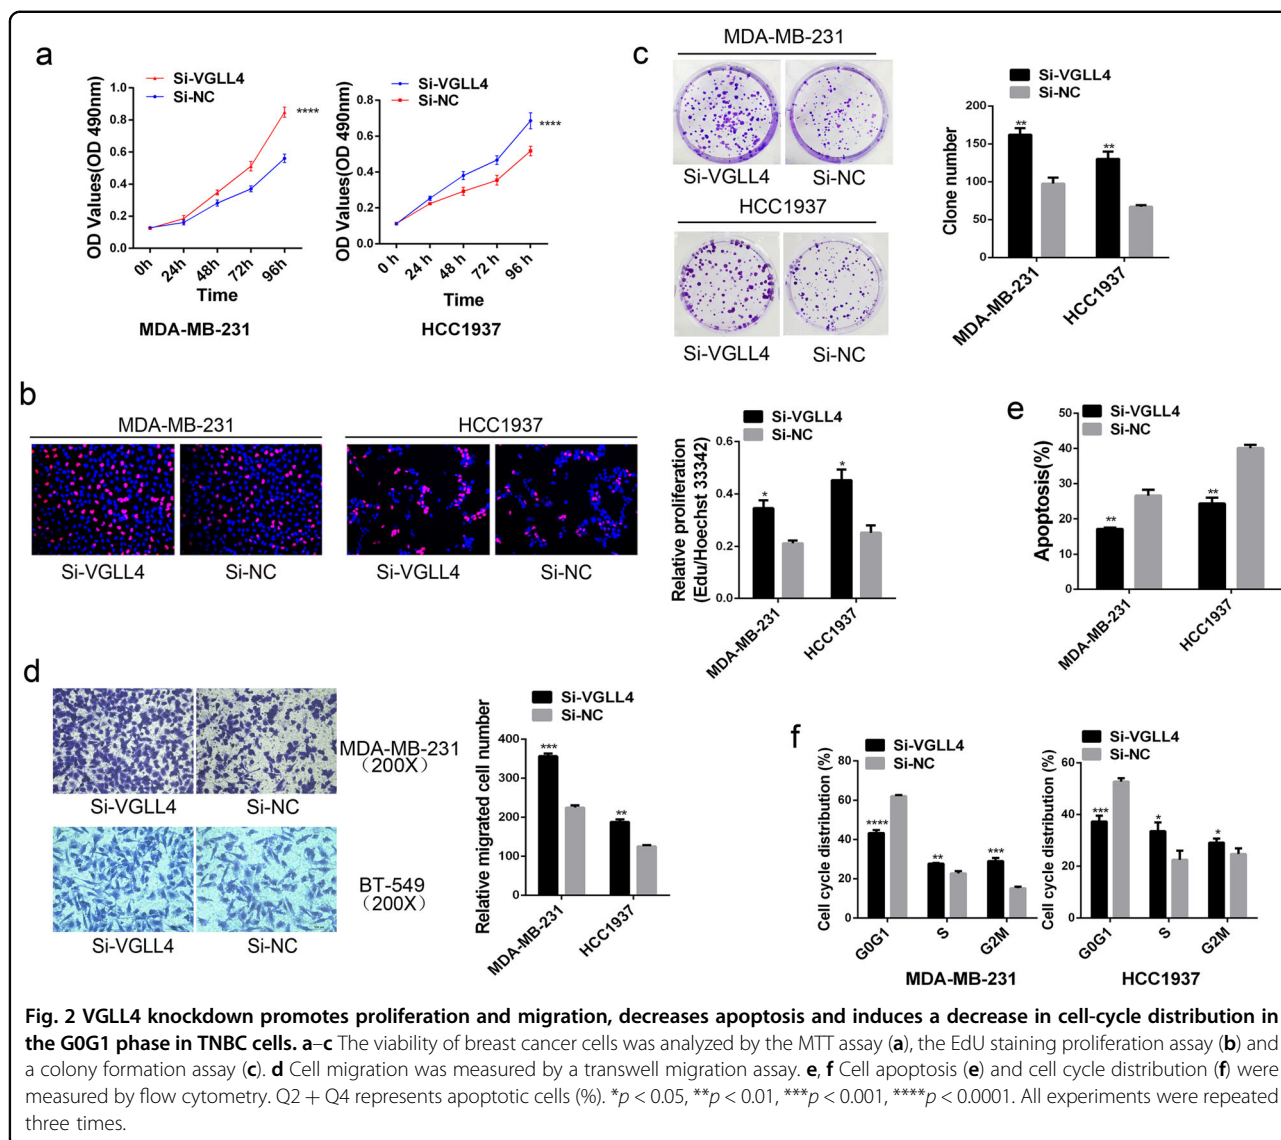 a
Si-VGLL4
Si-NC
OD Values(OD 490nm)
1.0
0.8
0.6
0.4
0.2
0.0
****
0h
24h
48h
72h
96h
Time
MDA-MB-231
Si-VGLL4
Si-NC
OD Values(OD 490nm)
0.8
0.6
0.4
0.2
0.0
****
0 h
24 h
48 h
72 h
96 h
Time
HCC1937
c
MDA-MB-231
Si-VGLL4
Si-NC
HCC1937
Si-VGLL4
Si-NC
Si-VGLL4
Si-NC
Clone number
200
150
100
50
0
**
**
MDA-MB-231
HCC1937
b
MDA-MB-231
HCC1937
Si-VGLL4
Si-NC
Si-VGLL4
Si-NC
Si-VGLL4
Si-NC
Relative proliferation
(Edu/Hoechst 33342)
0.6
0.4
0.2
0.0
*
*
MDA-MB-231
HCC1937
e
Si-VGLL4
Si-NC
Apoptosis(%)
50
40
30
20
10
0
**
**
MDA-MB-231
HCC1937
d
MDA-MB-231
(200X)
Si-VGLL4
Si-NC
BT-549
(200X)
Si-VGLL4
Si-NC
Si-VGLL4
Si-NC
Relative migrated cell number
400
300
200
100
0
***
**
MDA-MB-231
HCC1937
f
Si-VGLL4
Si-NC
Cell cycle distribution (%)
80
60
40
20
0
****
**
***
G0G1
S
G2M
MDA-MB-231
Si-VGLL4
Si-NC
Cell cycle distribution (%)
60
40
20
0
***
*
*
G0G1
S
G2M
HCC1937
Fig. 2 VGLL4 knockdown promotes proliferation and migration, decreases apoptosis and induces a decrease in cell-cycle distribution in
the G0G1 phase in TNBC cells. a–c The viability of breast cancer cells was analyzed by the MTT assay (a), the EdU staining proliferation assay (b) and
a colony formation assay (c). d Cell migration was measured by a transwell migration assay. e, f Cell apoptosis (e) and cell cycle distribution (f) were
measured by flow cytometry. Q2 + Q4 represents apoptotic cells (%). *p < 0.05, **p < 0.01, ***p < 0.001, ****p < 0.0001. All experiments were repeated
three times.